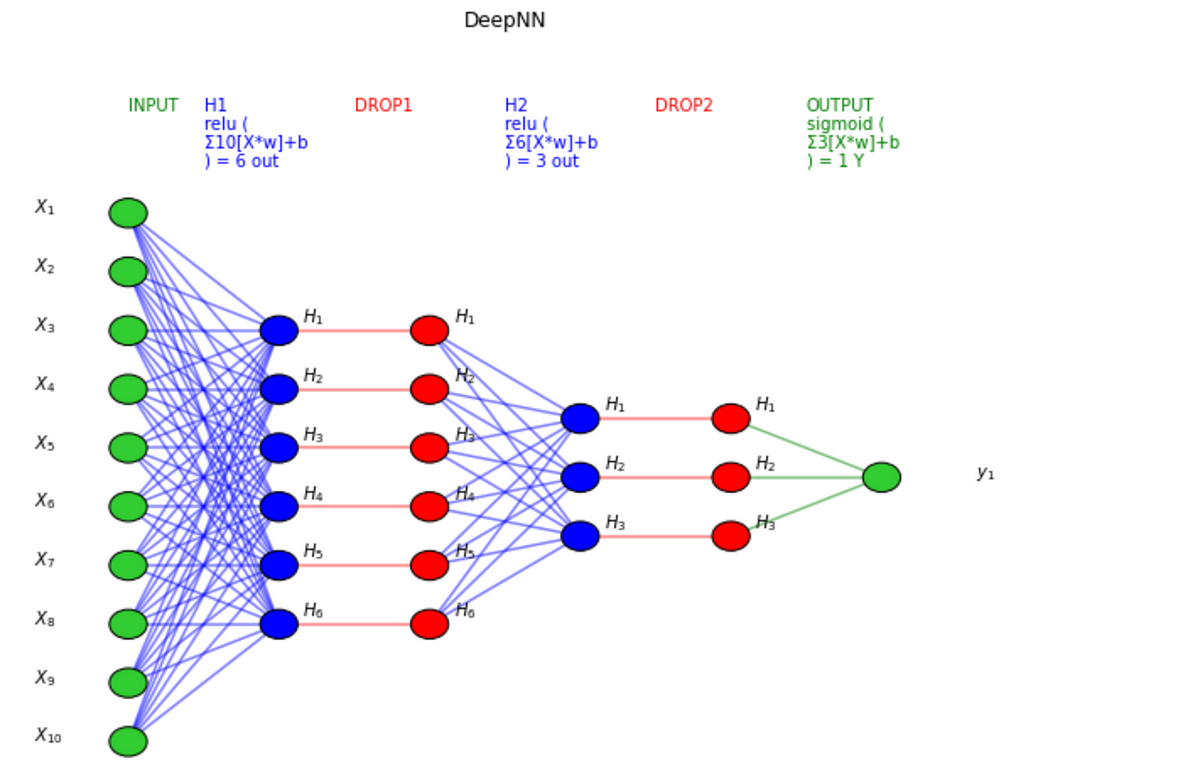 DeepNN
INPUT
H1
relu (
Σ10[X*w]+b
) = 6 out
DROP1
H2
relu (
Σ6[X*w]+b
) = 3 out
DROP2
OUTPUT
sigmoid (
Σ3[X*w]+b
) = 1 Y
X₁
X₂
X₃
X₄
X₅
X₆
X₇
X₈
X₉
X₁₀
H₁
H₂
H₃
H₄
H₅
H₆
H₁
H₂
H₃
H₄
H₅
H₆
H₁
H₂
H₃
H₁
H₂
H₃
y₁